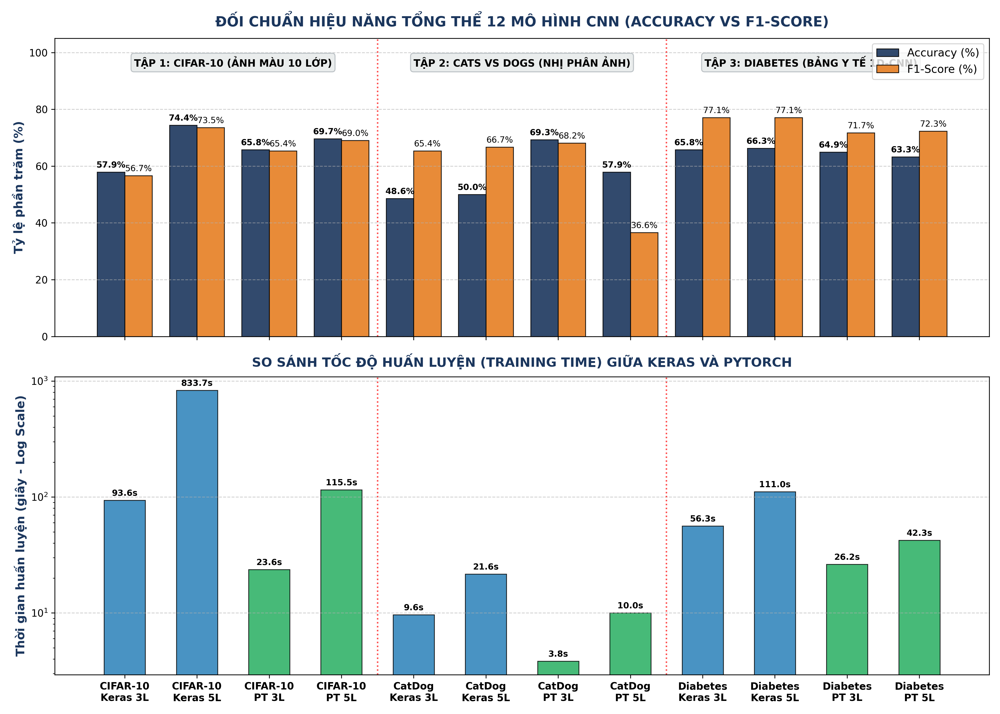 ĐỐI CHUẨN HIỆU NĂNG TỔNG THỂ 12 MÔ HÌNH CNN (ACCURACY VS F1-SCORE)
Tỷ lệ phần trăm (%)
100
80
60
40
20
0
TẬP 1: CIFAR-10 (ẢNH MÀU 10 LỚP)
TẬP 2: CATS VS DOGS (NHỊ PHÂN ẢNH)
TẬP 3: DIABETES (BẢNG Y TẾ 1D-CNN)
Accuracy (%)
F1-Score (%)
57.9%
56.7%
74.4%
73.5%
65.8%
65.4%
69.7%
69.0%
48.6%
65.4%
50.0%
66.7%
69.3%
68.2%
57.9%
36.6%
65.8%
77.1%
66.3%
77.1%
64.9%
71.7%
63.3%
72.3%
SO SÁNH TỐC ĐỘ HUẤN LUYỆN (TRAINING TIME) GIỮA KERAS VÀ PYTORCH
Thời gian huấn luyện (giây - Log Scale)
10³
10²
10¹
93.6s
833.7s
23.6s
115.5s
9.6s
21.6s
3.8s
10.0s
56.3s
111.0s
26.2s
42.3s
CIFAR-10
Keras 3L
CIFAR-10
Keras 5L
CIFAR-10
PT 3L
CIFAR-10
PT 5L
CatDog
Keras 3L
CatDog
Keras 5L
CatDog
PT 3L
CatDog
PT 5L
Diabetes
Keras 3L
Diabetes
Keras 5L
Diabetes
PT 3L
Diabetes
PT 5L